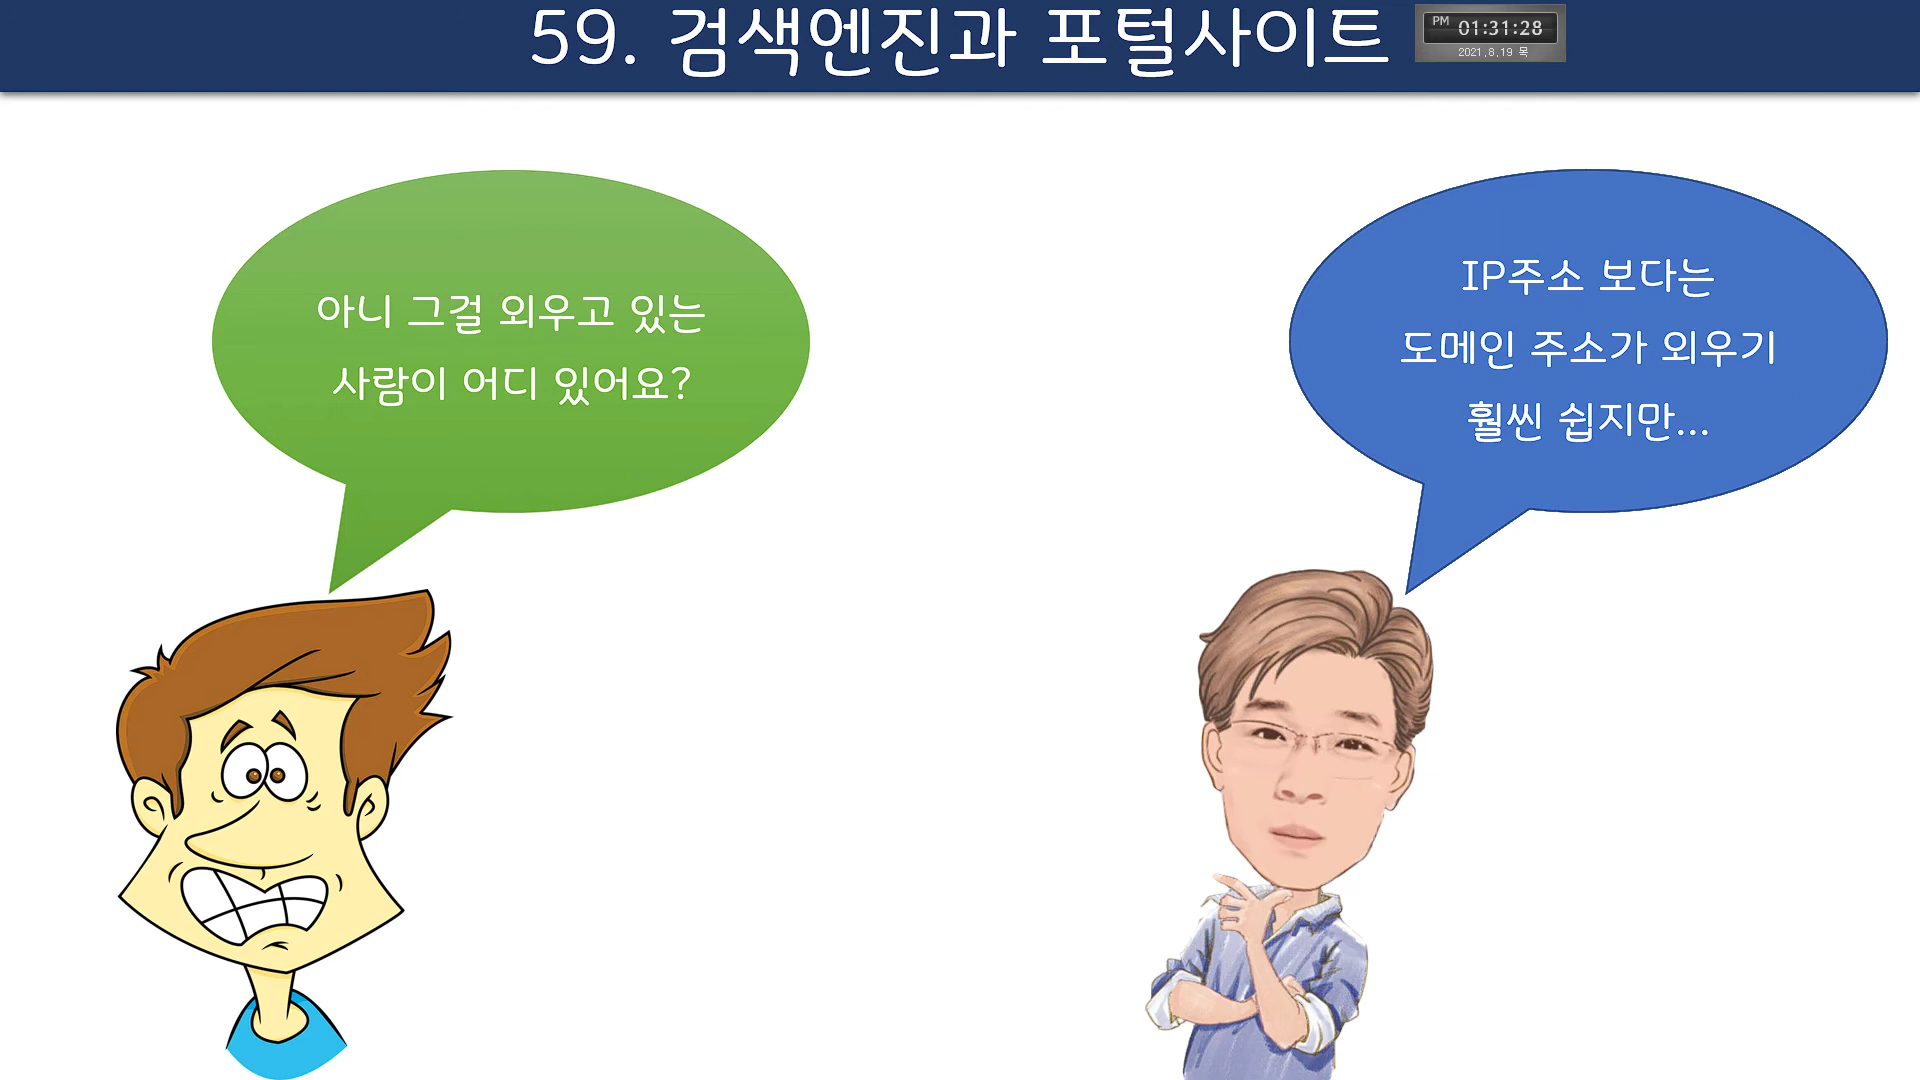 59. 검색엔진과 포털사이트
PM 01:31:28
2021.8.19 목
아니 그걸 외우고 있는
사람이 어디 있어요?
IP주소 보다는
도메인 주소가 외우기
훨씬 쉽지만...